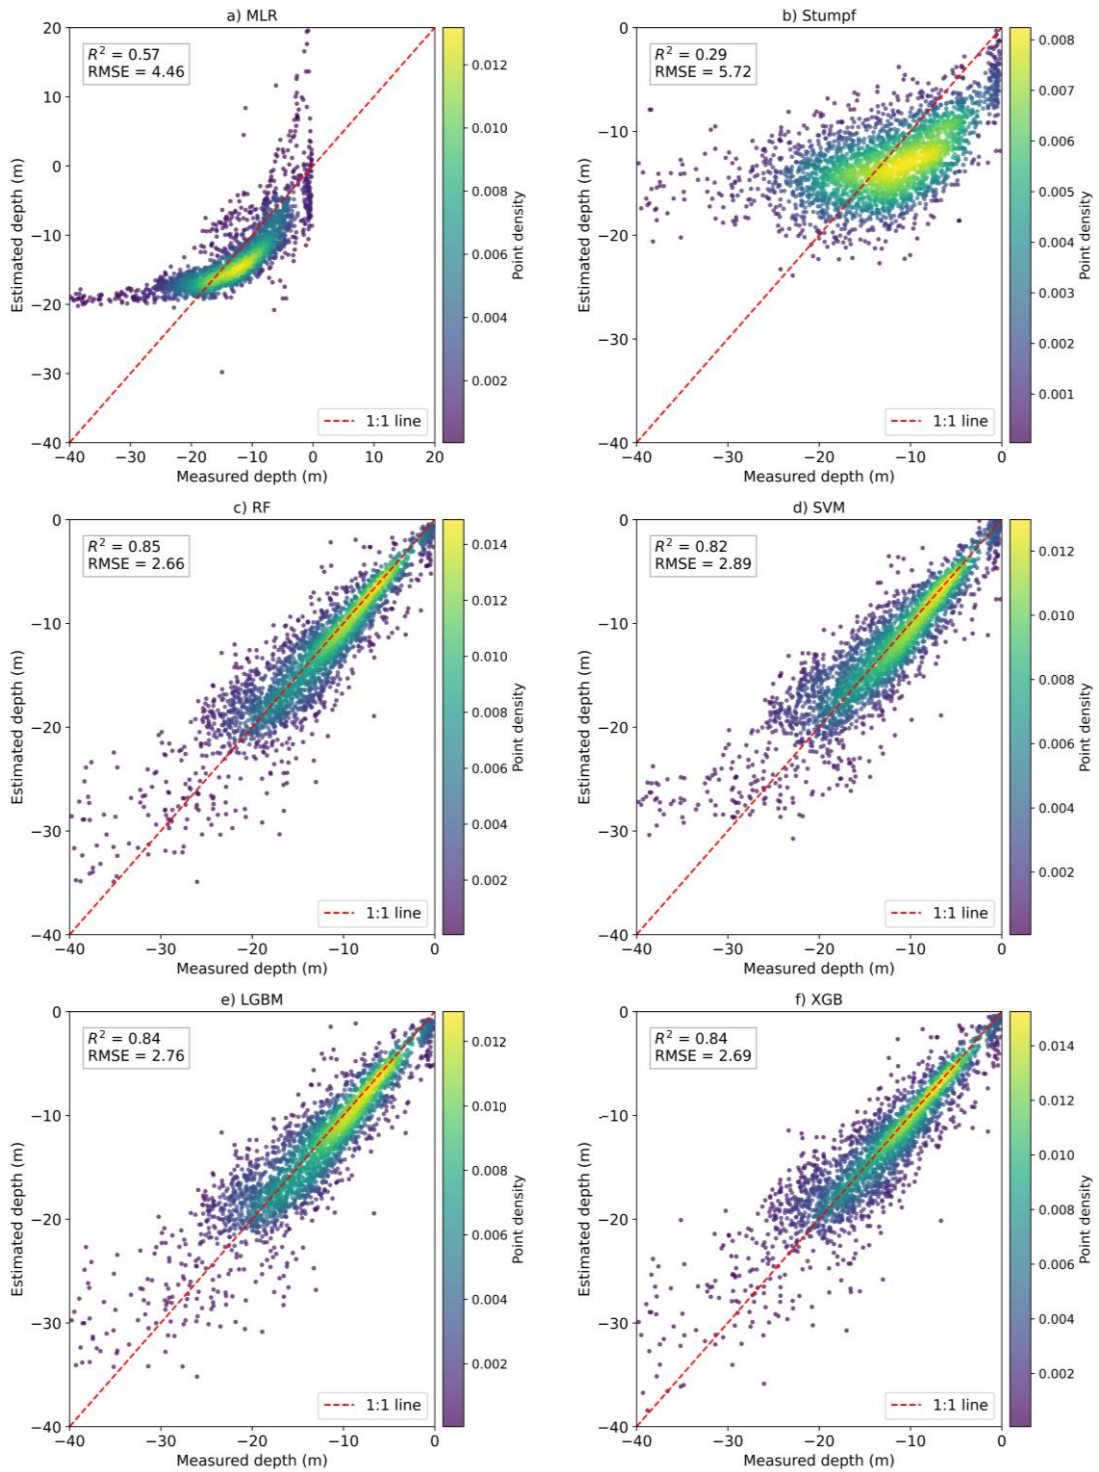 a) MLR
20
10
0
−10
−20
−30
−40
Estimated depth (m)
R² = 0.57
RMSE = 4.46
1:1 line
−40 −30 −20 −10 0 10 20
Measured depth (m)
0.012
0.010
0.008
0.006
0.004
0.002
Point density
b) Stumpf
0
−10
−20
−30
−40
Estimated depth (m)
R² = 0.29
RMSE = 5.72
1:1 line
−40 −30 −20 −10 0
Measured depth (m)
0.008
0.007
0.006
0.005
0.004
0.003
0.002
0.001
Point density
c) RF
0
−10
−20
−30
−40
Estimated depth (m)
R² = 0.85
RMSE = 2.66
1:1 line
−40 −30 −20 −10 0
Measured depth (m)
0.014
0.012
0.010
0.008
0.006
0.004
0.002
Point density
d) SVM
0
−10
−20
−30
−40
Estimated depth (m)
R² = 0.82
RMSE = 2.89
1:1 line
−40 −30 −20 −10 0
Measured depth (m)
0.012
0.010
0.008
0.006
0.004
0.002
Point density
e) LGBM
0
−10
−20
−30
−40
Estimated depth (m)
R² = 0.84
RMSE = 2.76
1:1 line
−40 −30 −20 −10 0
Measured depth (m)
0.012
0.010
0.008
0.006
0.004
0.002
Point density
f) XGB
0
−10
−20
−30
−40
Estimated depth (m)
R² = 0.84
RMSE = 2.69
1:1 line
−40 −30 −20 −10 0
Measured depth (m)
0.014
0.012
0.010
0.008
0.006
0.004
0.002
Point density